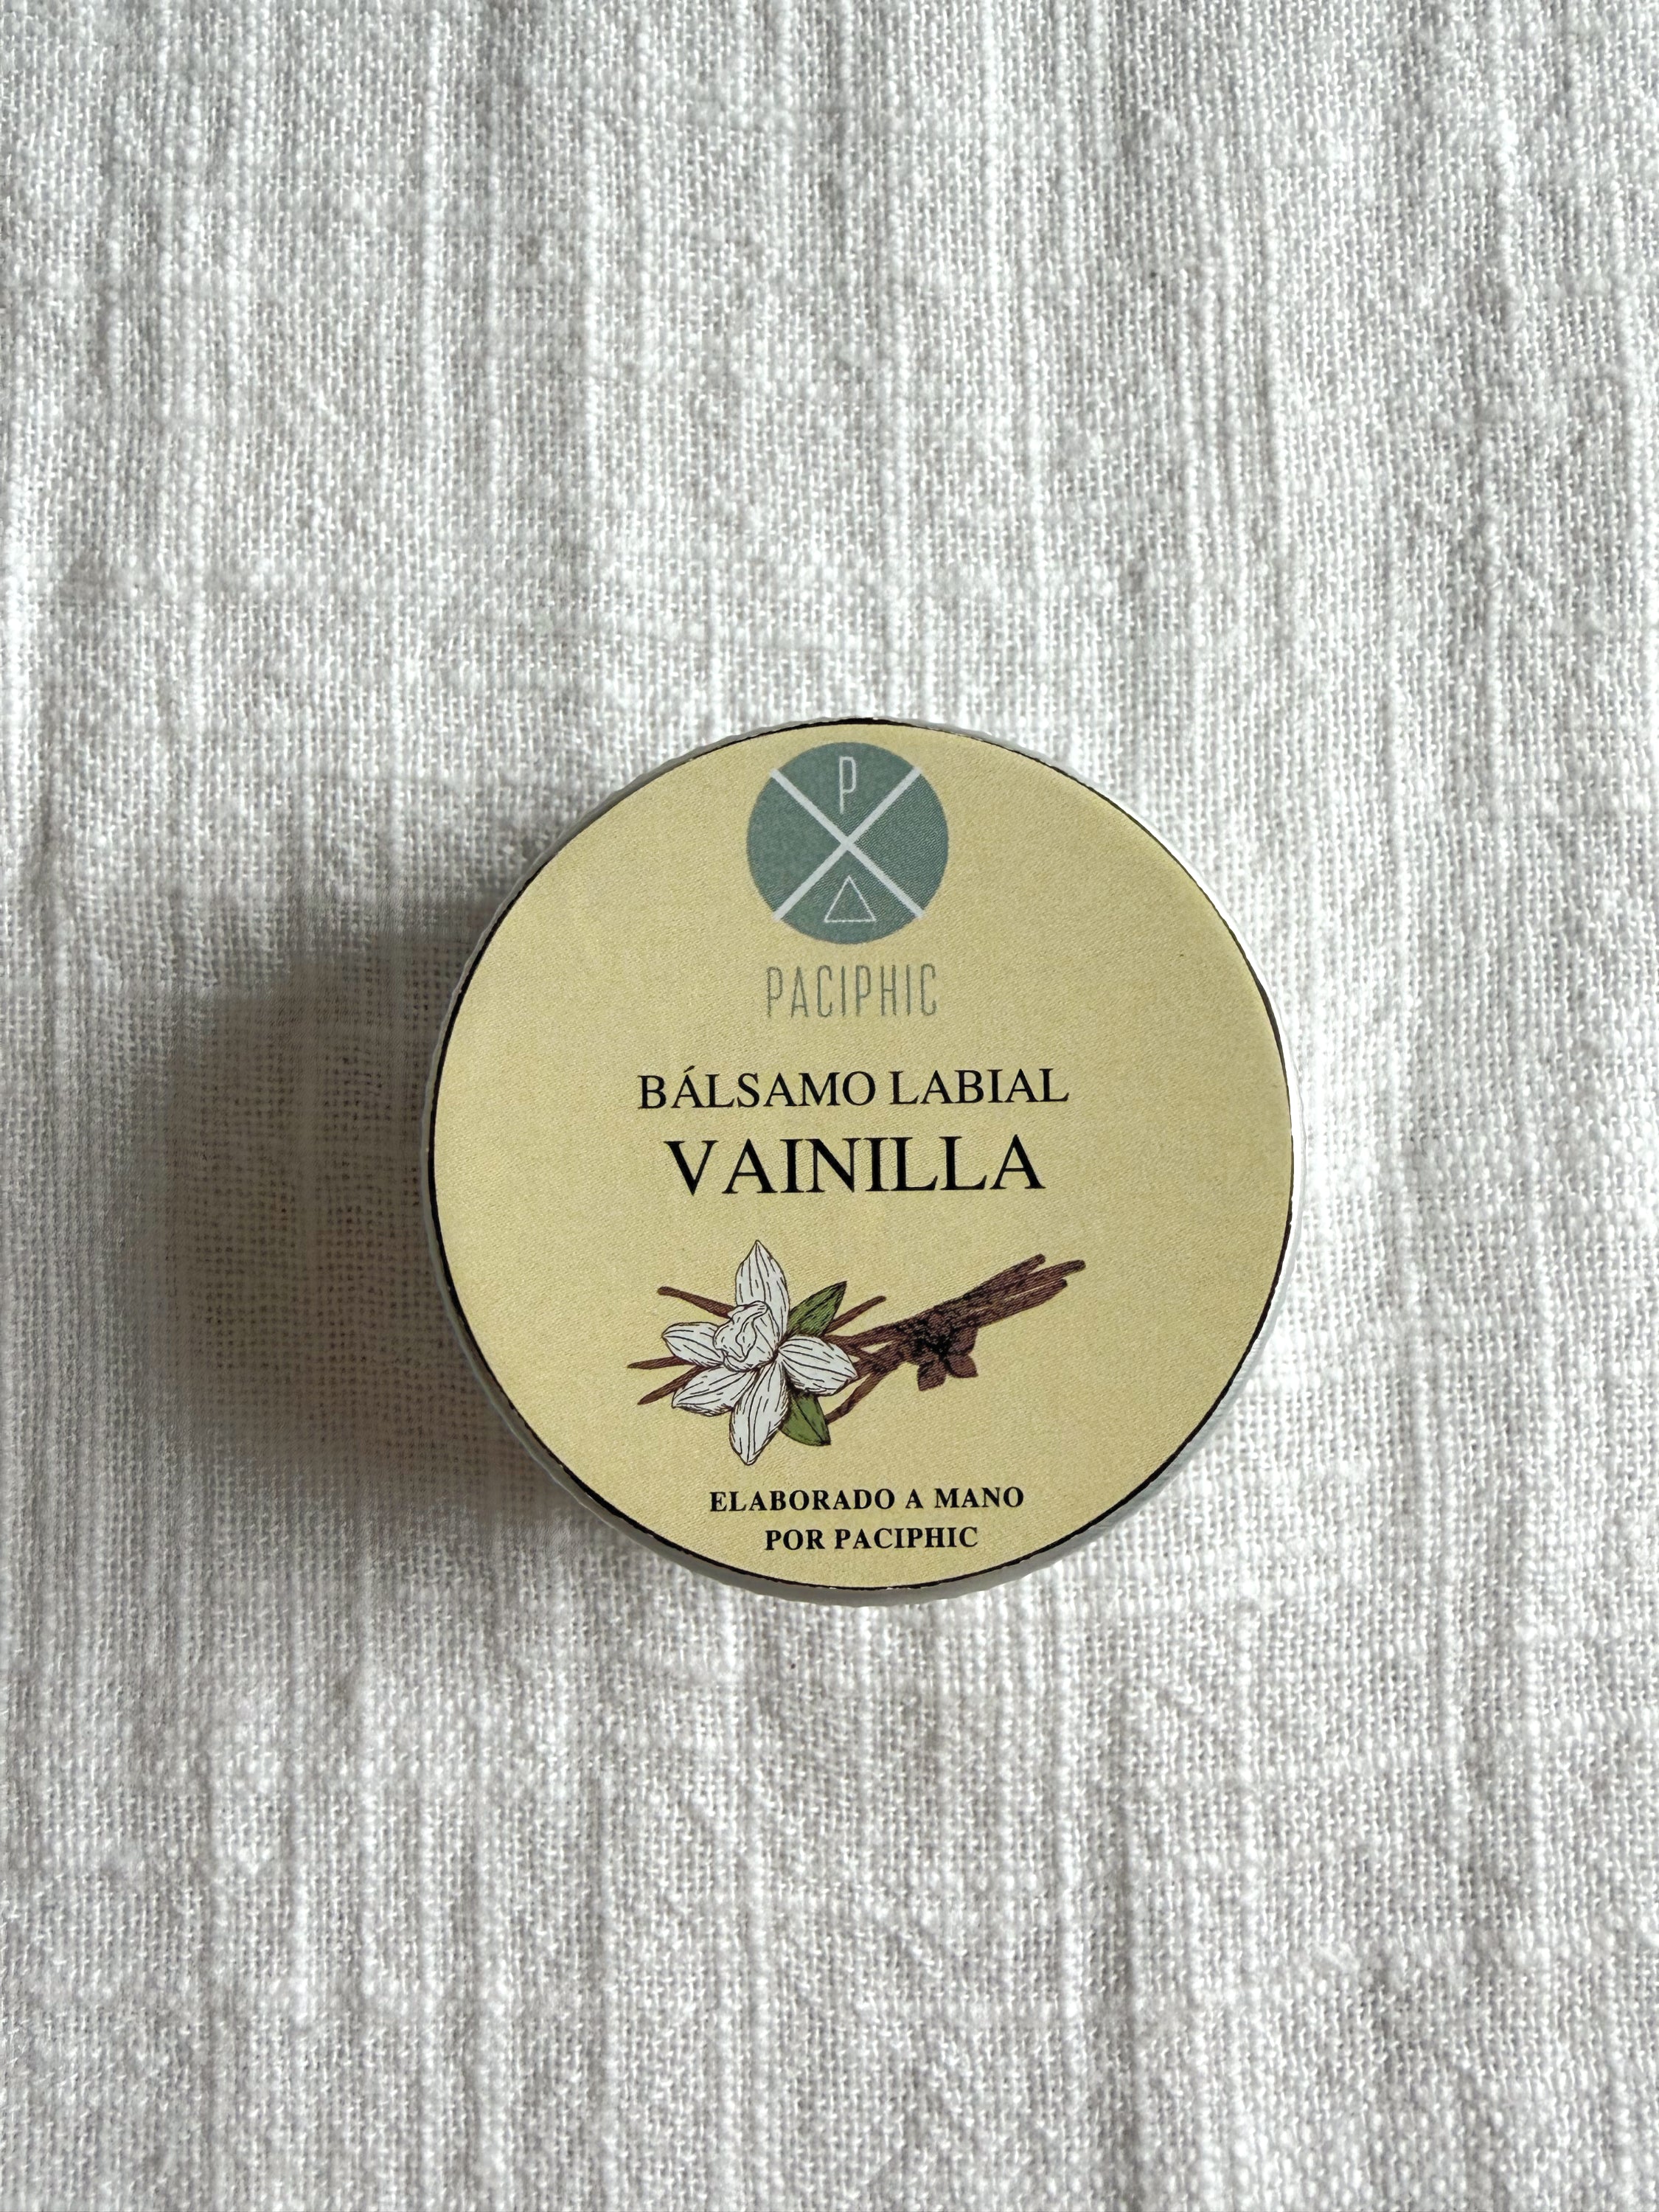 P
PACIPHIC
BÁLSAMO LABIAL
VAINILLA
ELABORADO A MANO
POR PACIPHIC